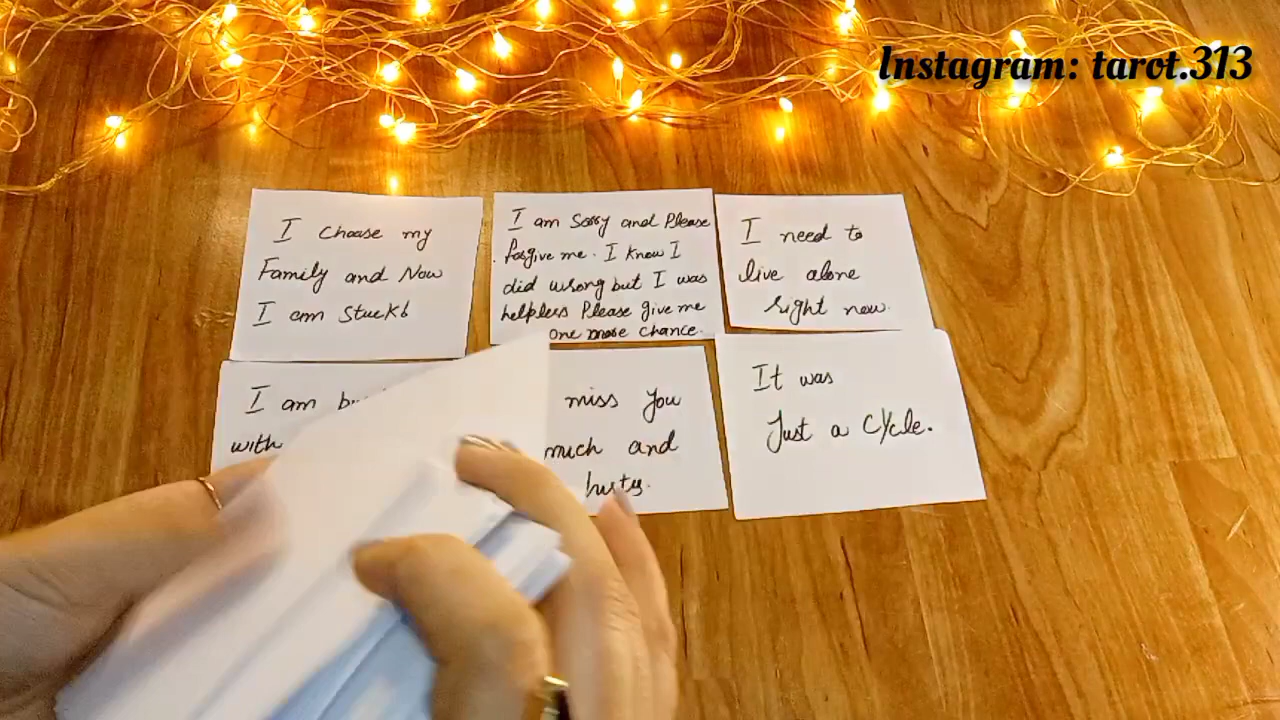 Instagram: tarot.313
I choose my
Family and Now
I am Stuck!
I am Sorry and Please
forgive me. I know I
did wrong but I was
helpless Please give me
one more chance.
I need to
live alone
right now.
I am
with
miss you
much and
hurts.
It was
Just a Cycle.